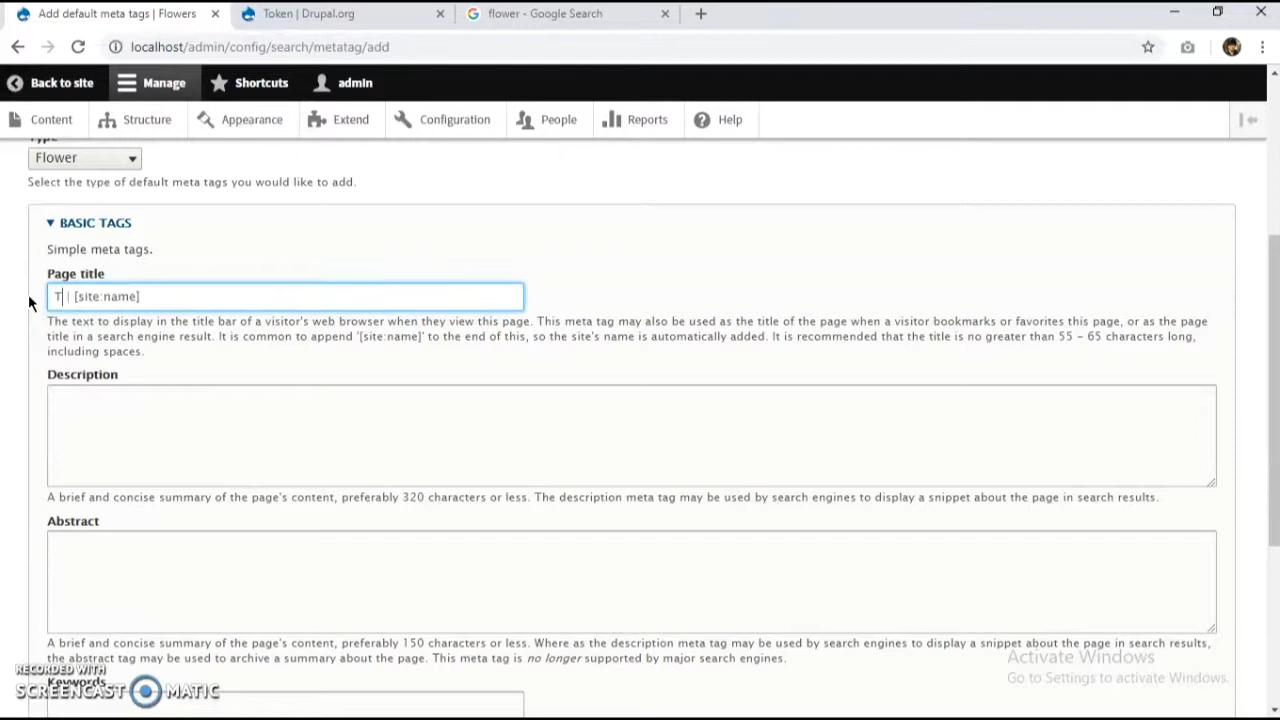 Add default meta tags | Flowers
Token | Drupal.org
flower - Google Search
localhost/admin/config/search/metatag/add
Back to site
Manage
Shortcuts
admin
Content
Structure
Appearance
Extend
Configuration
People
Reports
Help
Type
Flower
Select the type of default meta tags you would like to add.
BASIC TAGS
Simple meta tags.
Page title
T | [site:name]
The text to display in the title bar of a visitor's web browser when they view this page. This meta tag may also be used as the title of the page when a visitor bookmarks or favorites this page, or as the page
title in a search engine result. It is common to append '[site:name]' to the end of this, so the site's name is automatically added. It is recommended that the title is no greater than 55 - 65 characters long,
including spaces.
Description
A brief and concise summary of the page's content, preferably 320 characters or less. The description meta tag may be used by search engines to display a snippet about the page in search results.
Abstract
A brief and concise summary of the page's content, preferably 150 characters or less. Where as the description meta tag may be used by search engines to display a snippet about the page in search results,
the abstract tag may be used to archive a summary about the page. This meta tag is no longer supported by major search engines.
Keywords
Activate Windows
Go to Settings to activate Windows.
RECORDED WITH
SCREENCAST MATIC